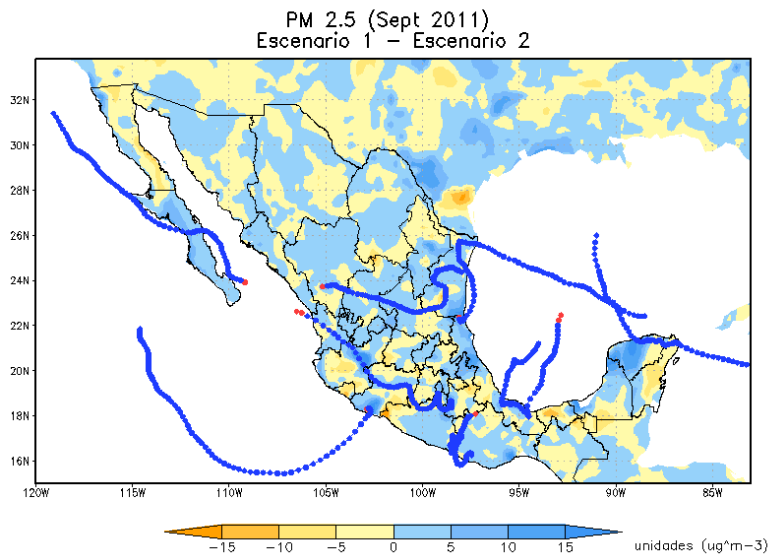 PM 2.5 (Sept 2011)
Escenario 1 – Escenario 2
32N
30N
28N
26N
24N
22N
20N
18N
16N
120W 115W 110W 105W 100W 95W 90W 85W
−15 −10 −5 0 5 10 15 unidades (ug^m-3)